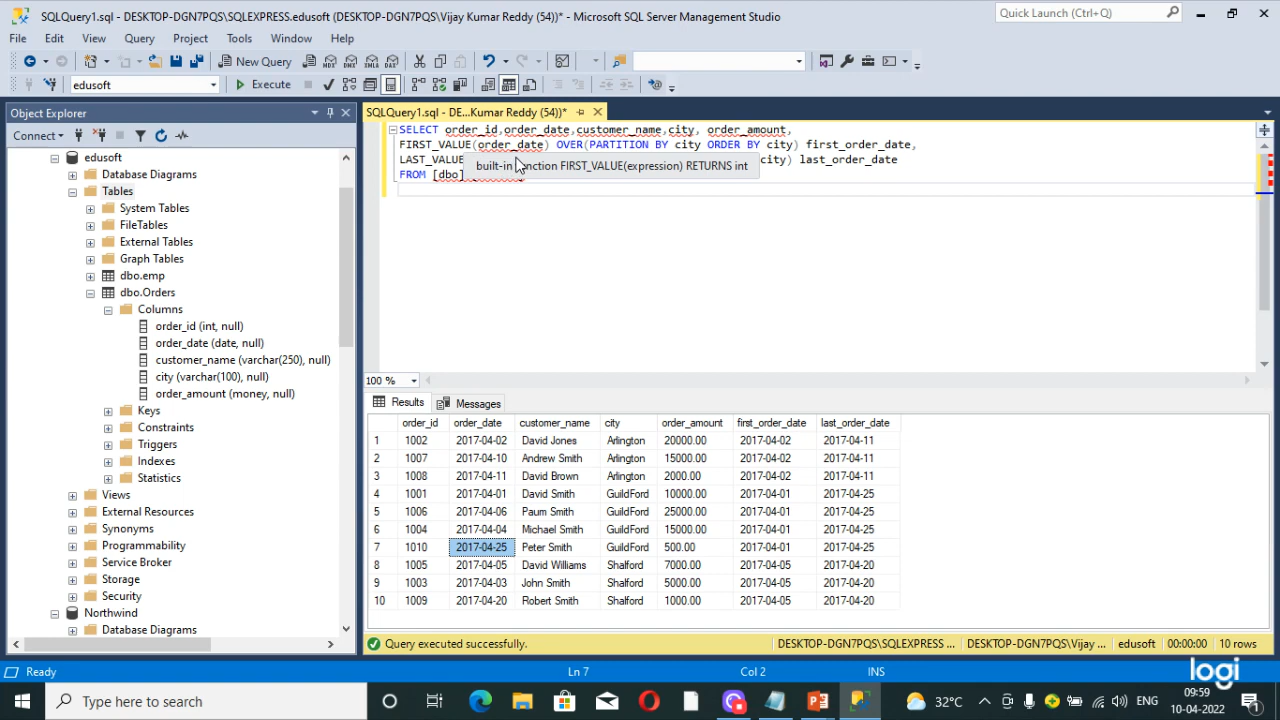 SQLQuery1.sql - DESKTOP-DGN7PQS\SQLEXPRESS.edusoft (DESKTOP-DGN7PQS\Vijay Kumar Reddy (54))* - Microsoft SQL Server Management Studio
Quick Launch (Ctrl+Q)
File Edit View Query Project Tools Window Help
New Query
edusoft
Execute
Object Explorer
SQLQuery1.sql - DE...Kumar Reddy (54))*
Connect
edusoft
Database Diagrams
Tables
System Tables
FileTables
External Tables
Graph Tables
dbo.emp
dbo.Orders
Columns
order_id (int, null)
order_date (date, null)
customer_name (varchar(250), null)
city (varchar(100), null)
order_amount (money, null)
Keys
Constraints
Triggers
Indexes
Statistics
Views
External Resources
Synonyms
Programmability
Service Broker
Storage
Security
Northwind
Database Diagrams
SELECT order_id,order_date,customer_name,city, order_amount,
FIRST_VALUE(order_date) OVER(PARTITION BY city ORDER BY city) first_order_date,
LAST_VALUE city) last_order_date
built-in function FIRST_VALUE(expression) RETURNS int
FROM [dbo]
100 %
Results Messages
order_id order_date customer_name city order_amount first_order_date last_order_date
1 1002 2017-04-02 David Jones Arlington 20000.00 2017-04-02 2017-04-11
2 1007 2017-04-10 Andrew Smith Arlington 15000.00 2017-04-02 2017-04-11
3 1008 2017-04-11 David Brown Arlington 2000.00 2017-04-02 2017-04-11
4 1001 2017-04-01 David Smith GuildFord 10000.00 2017-04-01 2017-04-25
5 1006 2017-04-06 Paum Smith GuildFord 25000.00 2017-04-01 2017-04-25
6 1004 2017-04-04 Michael Smith GuildFord 15000.00 2017-04-01 2017-04-25
7 1010 2017-04-25 Peter Smith GuildFord 500.00 2017-04-01 2017-04-25
8 1005 2017-04-05 David Williams Shalford 7000.00 2017-04-05 2017-04-20
9 1003 2017-04-03 John Smith Shalford 5000.00 2017-04-05 2017-04-20
10 1009 2017-04-20 Robert Smith Shalford 1000.00 2017-04-05 2017-04-20
Query executed successfully. DESKTOP-DGN7PQS\SQLEXPRESS ... DESKTOP-DGN7PQS\Vijay ... edusoft 00:00:00 10 rows
Ready Ln 7 Col 2 INS
logi
Type here to search
32°C
ENG
09:59
10-04-2022
1